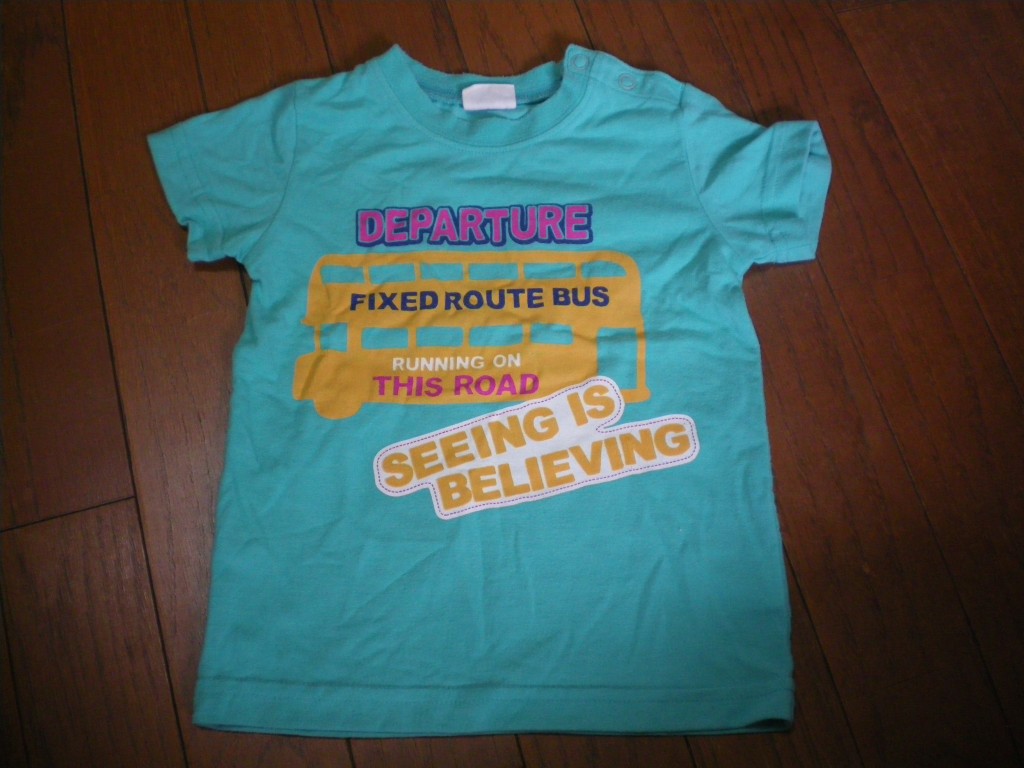 DEPARTURE
FIXED ROUTE BUS
RUNNING ON
THIS ROAD
SEEING IS
BELIEVING